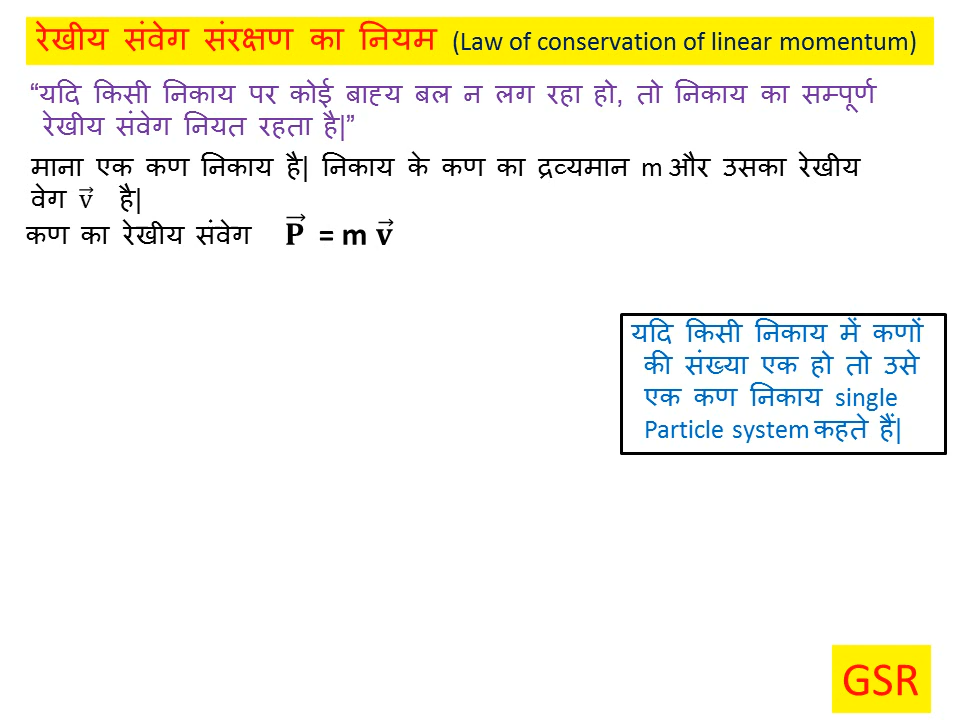 रेखीय संवेग संरक्षण का नियम (Law of conservation of linear momentum)
“यदि किसी निकाय पर कोई बाह्य बल न लग रहा हो, तो निकाय का सम्पूर्ण
रेखीय संवेग नियत रहता है|”
माना एक कण निकाय है| निकाय के कण का द्रव्यमान m और उसका रेखीय
वेग v⃗ है|
कण का रेखीय संवेग P⃗ = m v⃗
यदि किसी निकाय में कणों
की संख्या एक हो तो उसे
एक कण निकाय single
Particle system कहते हैं|
GSR